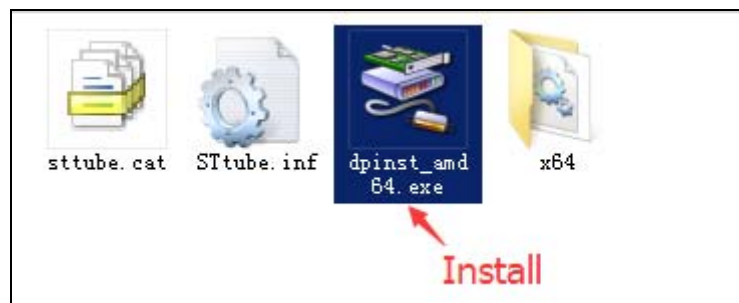 sttube.cat
STtube.inf
dpinst_amd
64.exe
x64
Install